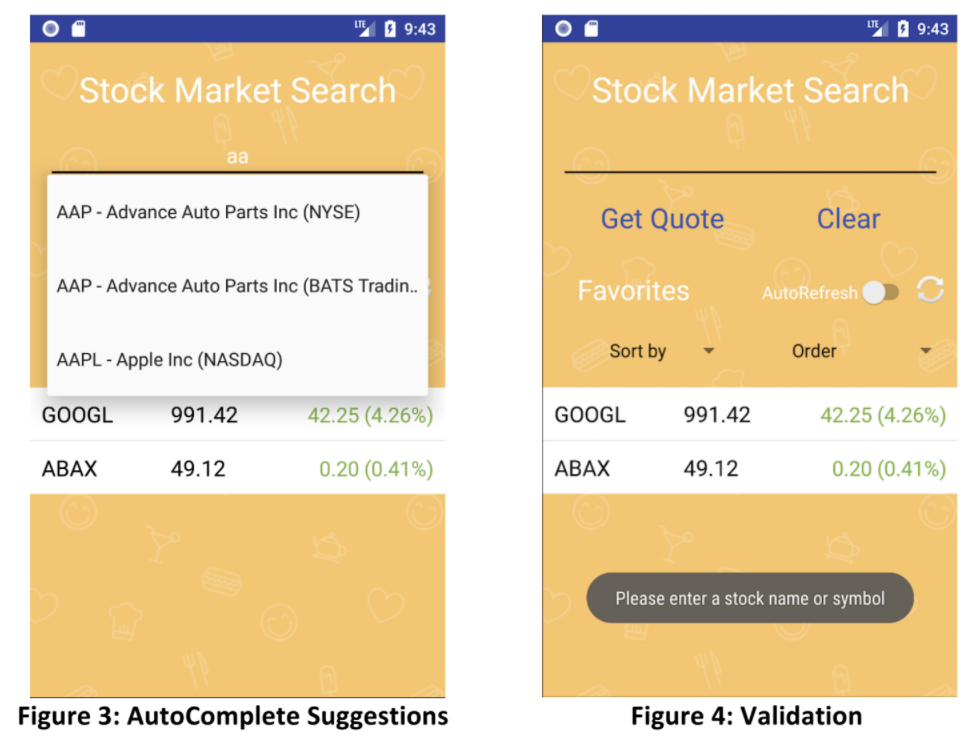 LTE 9:43
Stock Market Search
aa
AAP - Advance Auto Parts Inc (NYSE)
AAP - Advance Auto Parts Inc (BATS Tradin..
AAPL - Apple Inc (NASDAQ)
GOOGL 991.42 42.25 (4.26%)
ABAX 49.12 0.20 (0.41%)
Figure 3: AutoComplete Suggestions
LTE 9:43
Stock Market Search
Get Quote Clear
Favorites AutoRefresh
Sort by Order
GOOGL 991.42 42.25 (4.26%)
ABAX 49.12 0.20 (0.41%)
Please enter a stock name or symbol
Figure 4: Validation